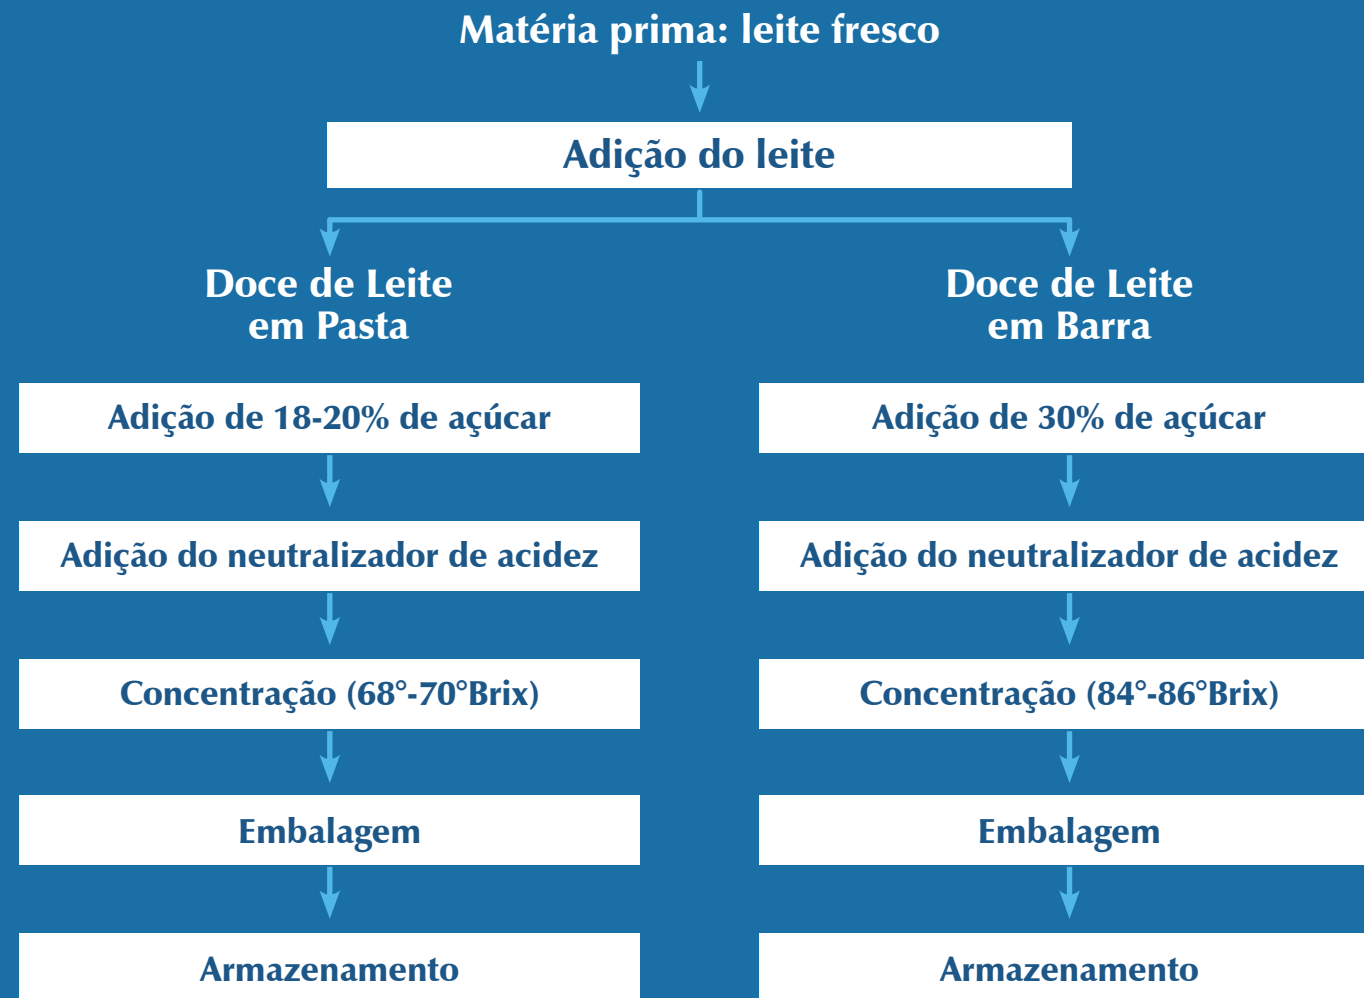 Matéria prima: leite fresco
Adição do leite
Doce de Leite
em Pasta
Adição de 18-20% de açúcar
Adição do neutralizador de acidez
Concentração (68°-70°Brix)
Embalagem
Armazenamento
Doce de Leite
em Barra
Adição de 30% de açúcar
Adição do neutralizador de acidez
Concentração (84°-86°Brix)
Embalagem
Armazenamento